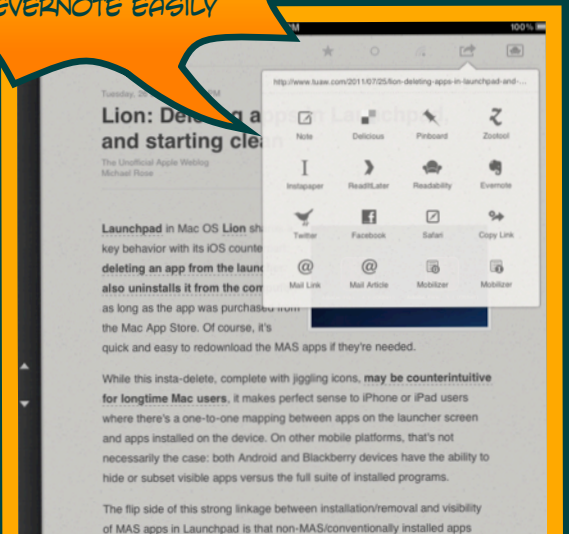 EVERNOTE EASILY
100%
http://www.tuaw.com/2011/07/25/lion-deleting-apps-in-launchpad-and-...
Note Delicious Pinboard Zootool
Instapaper ReadItLater Readability Evernote
Twitter Facebook Safari Copy Link
Mail Link Mail Article Mobilizer Mobilizer
Tuesday, 26
Lion: Deleting apps in Launchpad,
and starting clean
The Unofficial Apple Weblog
Michael Rose
Launchpad in Mac OS Lion
key behavior with its iOS
deleting an app from the
also uninstalls it from the
as long as the app was purchased from
the Mac App Store. Of course, it's
quick and easy to redownload the MAS apps if they're needed.
While this insta-delete, complete with jiggling icons, may be counterintuitive
for longtime Mac users, it makes perfect sense to iPhone or iPad users
where there's a one-to-one mapping between apps on the launcher screen
and apps installed on the device. On other mobile platforms, that's not
necessarily the case: both Android and Blackberry devices have the ability to
hide or subset visible apps versus the full suite of installed programs.
The flip side of this strong linkage between installation/removal and visibility
of MAS apps in Launchpad is that non-MAS/conventionally installed apps